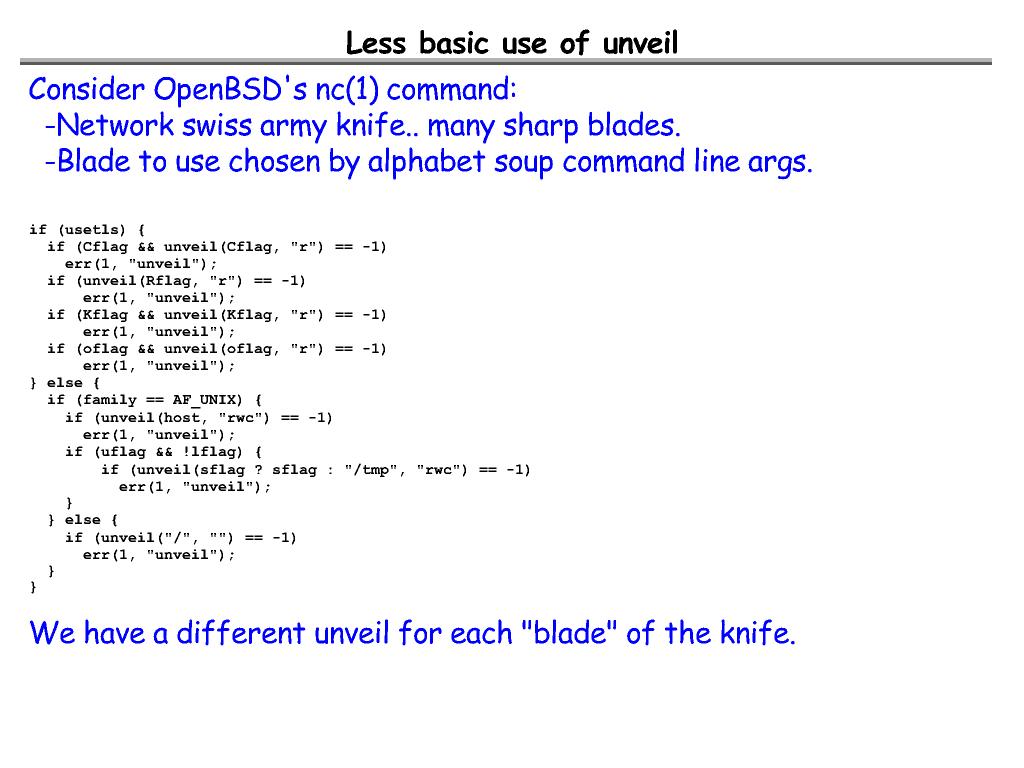 Less basic use of unveil
Consider OpenBSD's nc(1) command:
-Network swiss army knife.. many sharp blades.
-Blade to use chosen by alphabet soup command line args.
if (usetls) {
  if (Cflag && unveil(Cflag, "r") == -1)
    err(1, "unveil");
  if (unveil(Rflag, "r") == -1)
      err(1, "unveil");
  if (Kflag && unveil(Kflag, "r") == -1)
      err(1, "unveil");
  if (oflag && unveil(oflag, "r") == -1)
      err(1, "unveil");
} else {
  if (family == AF_UNIX) {
    if (unveil(host, "rwc") == -1)
      err(1, "unveil");
    if (uflag && !lflag) {
        if (unveil(sflag ? sflag : "/tmp", "rwc") == -1)
          err(1, "unveil");
    }
  } else {
    if (unveil("/", "") == -1)
      err(1, "unveil");
  }
}
We have a different unveil for each "blade" of the knife.